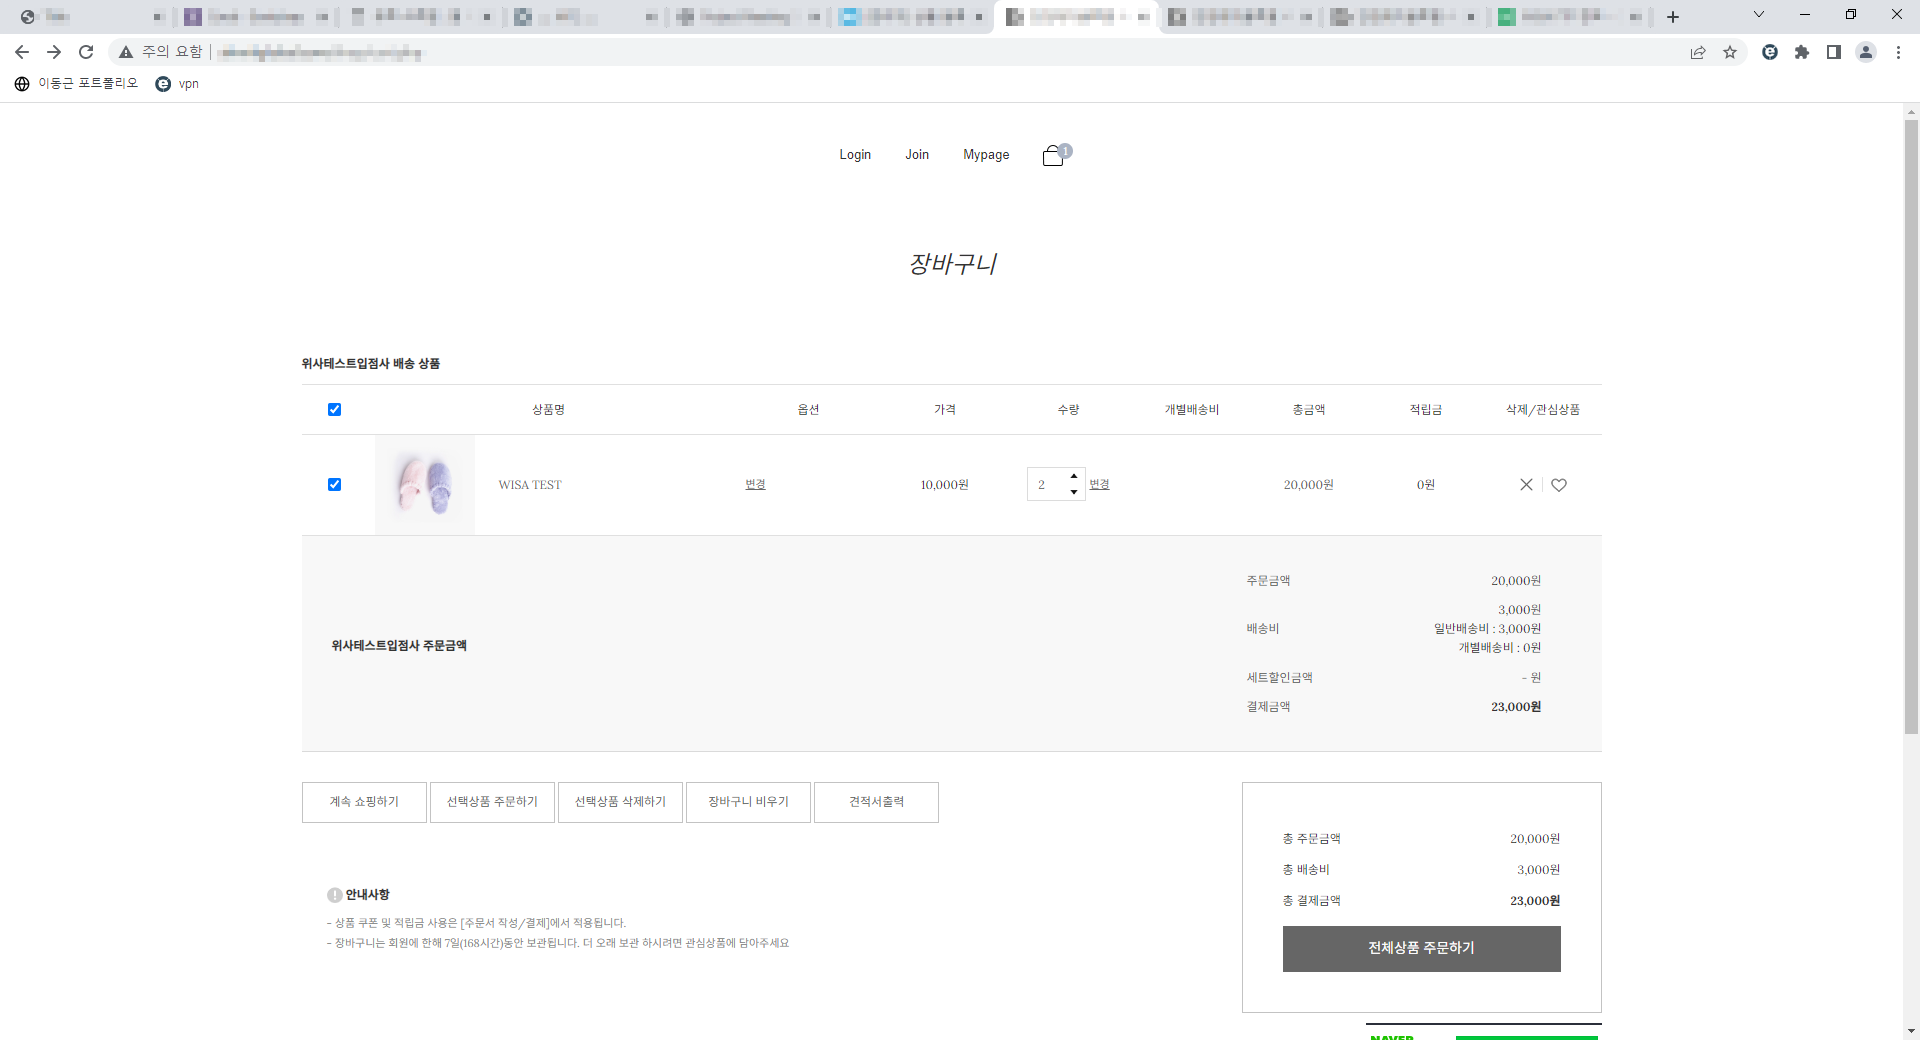 주의 요함
이동근 포트폴리오
vpn
Login
Join
Mypage
1
장바구니
위사테스트입점사 배송 상품
상품명
옵션
가격
수량
개별배송비
총금액
적립금
삭제/관심상품
WISA TEST
변경
10,000원
2
변경
20,000원
0원
위사테스트입점사 주문금액
주문금액
20,000원
배송비
3,000원
일반배송비 : 3,000원
개별배송비 : 0원
세트할인금액
- 원
결제금액
23,000원
계속 쇼핑하기
선택상품 주문하기
선택상품 삭제하기
장바구니 비우기
견적서출력
총 주문금액
20,000원
총 배송비
3,000원
총 결제금액
23,000원
전체상품 주문하기
안내사항
- 상품 쿠폰 및 적립금 사용은 [주문서 작성/결제]에서 적용됩니다.
- 장바구니는 회원에 한해 7일(168시간)동안 보관됩니다. 더 오래 보관 하시려면 관심상품에 담아주세요
NAVER